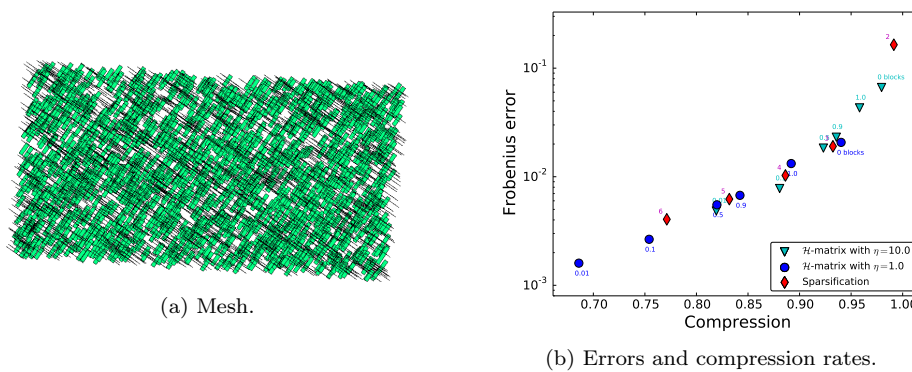 (a) Mesh.
Frobenius error
10⁻¹
10⁻²
10⁻³
2
0 blocks
1.0
0.9
0 blocks
4
1.0
5
0.9
0.5
6
0.1
0.01
ℋ-matrix with η=10.0
ℋ-matrix with η=1.0
Sparsification
0.70 0.75 0.80 0.85 0.90 0.95 1.00
Compression
(b) Errors and compression rates.